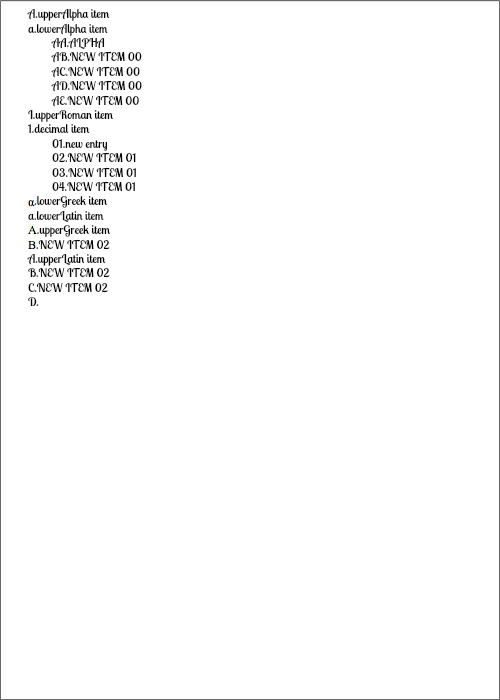 A.upperAlpha item
a.lowerAlpha item
AA.ALPHA
AB.NEW ITEM 00
AC.NEW ITEM 00
AD.NEW ITEM 00
AE.NEW ITEM 00
I.upperRoman item
1.decimal item
01.new entry
02.NEW ITEM 01
03.NEW ITEM 01
04.NEW ITEM 01
α.lowerGreek item
a.lowerLatin item
Α.upperGreek item
Β.NEW ITEM 02
A.upperLatin item
B.NEW ITEM 02
C.NEW ITEM 02
D.